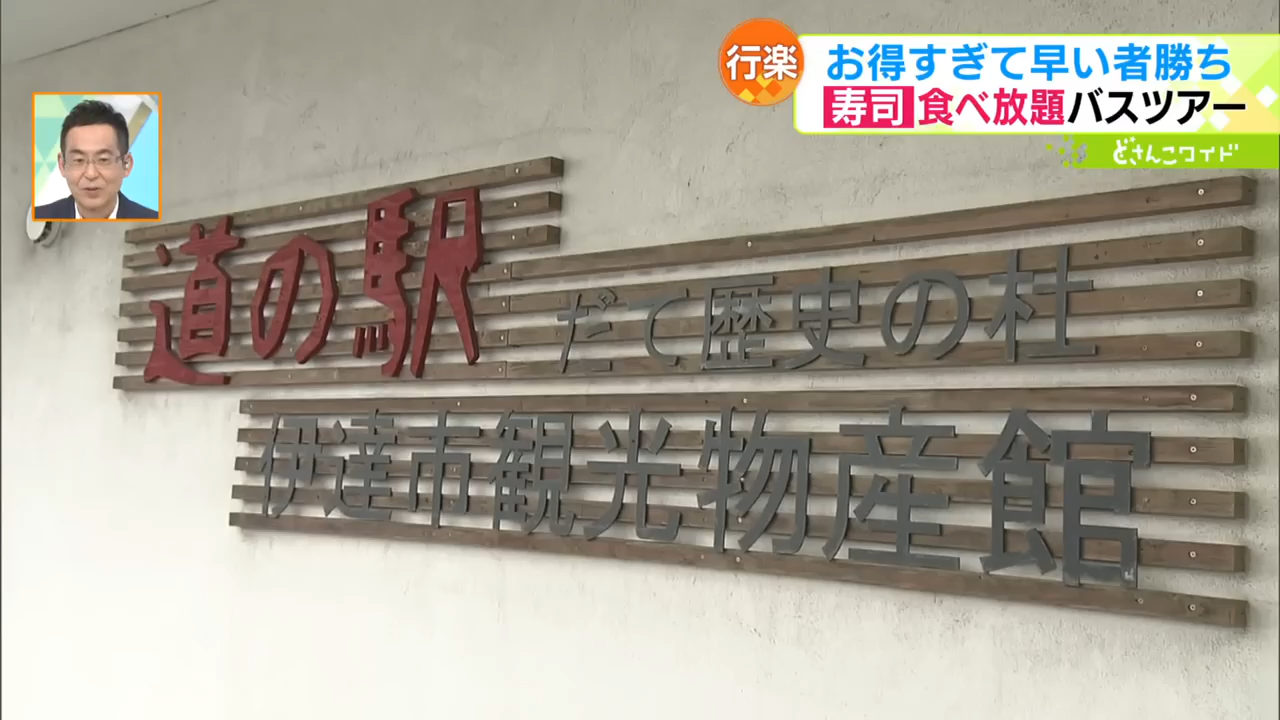 行楽
お得すぎて早い者勝ち
寿司食べ放題バスツアー
どさんこワイド
道の駅 だて歴史の杜
伊達市観光物産館